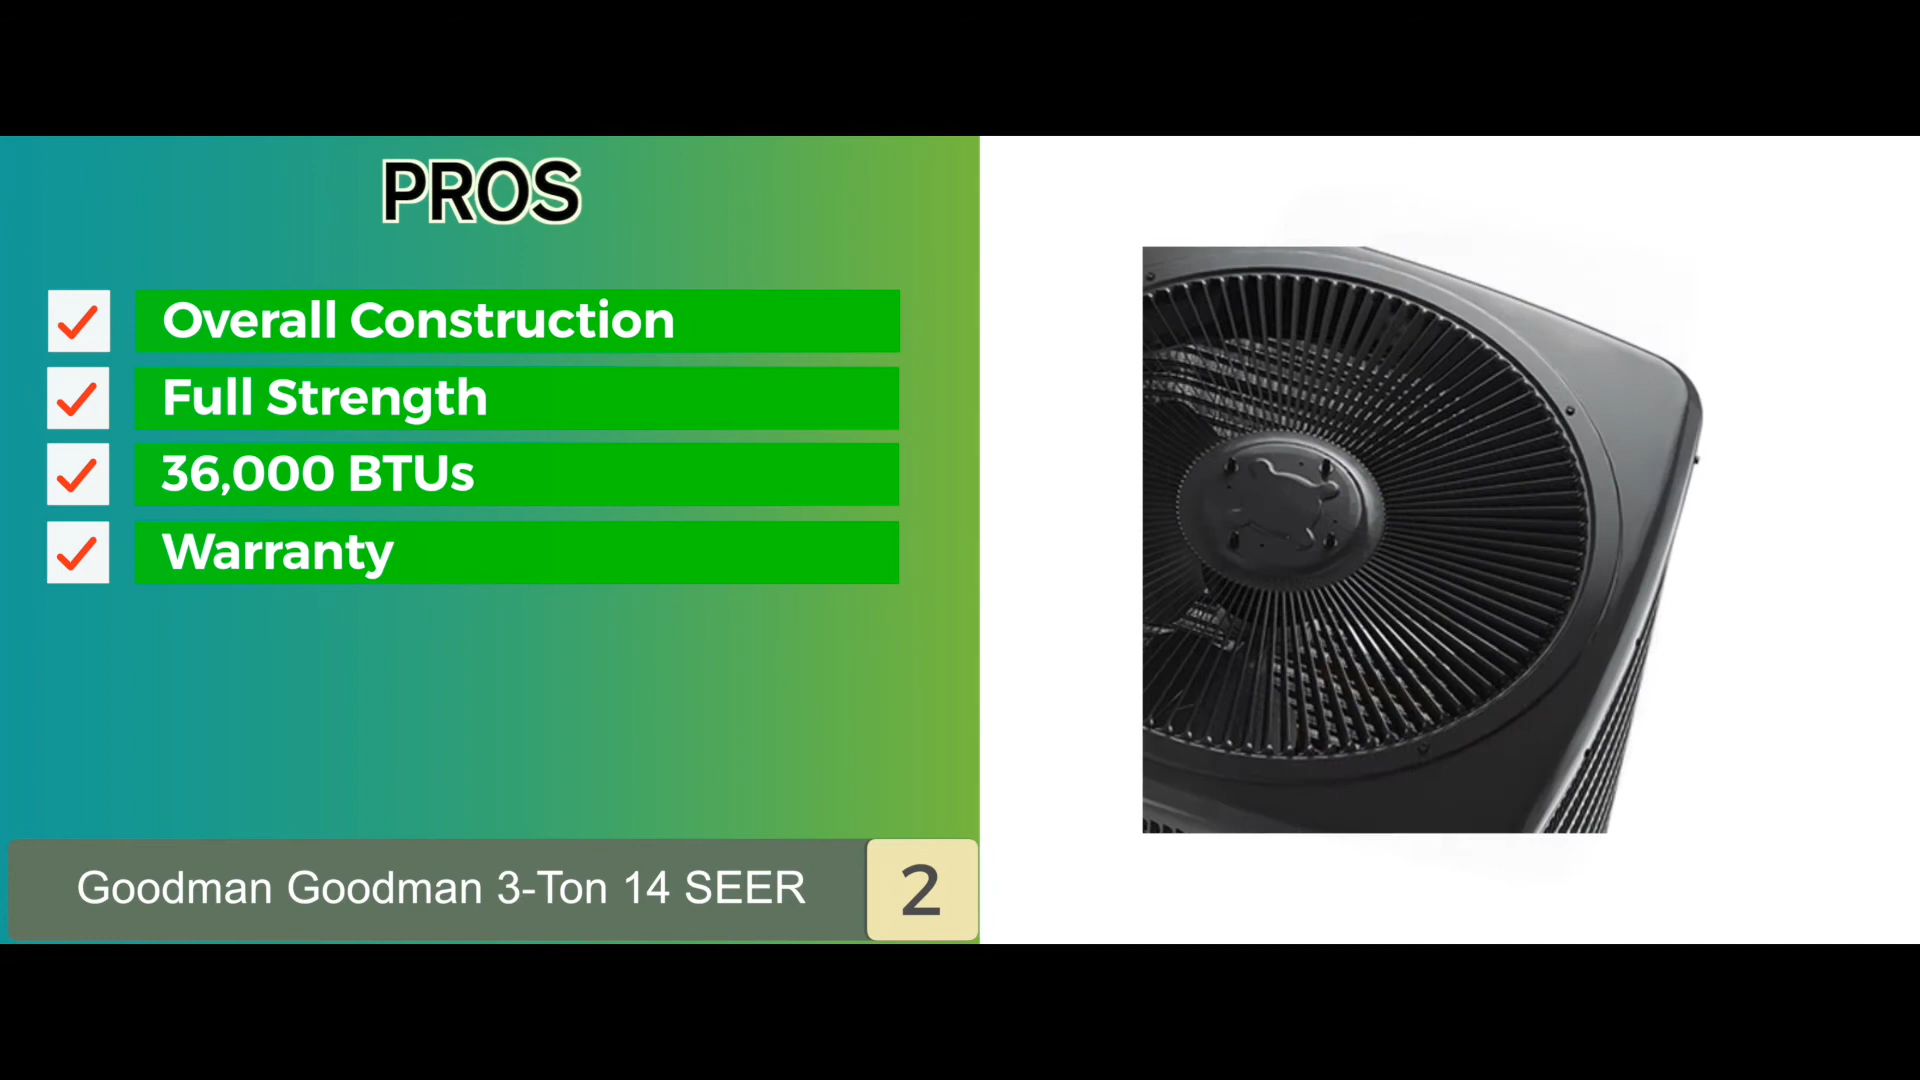 PROS
Overall Construction
Full Strength
36,000 BTUs
Warranty
Goodman Goodman 3-Ton 14 SEER
2